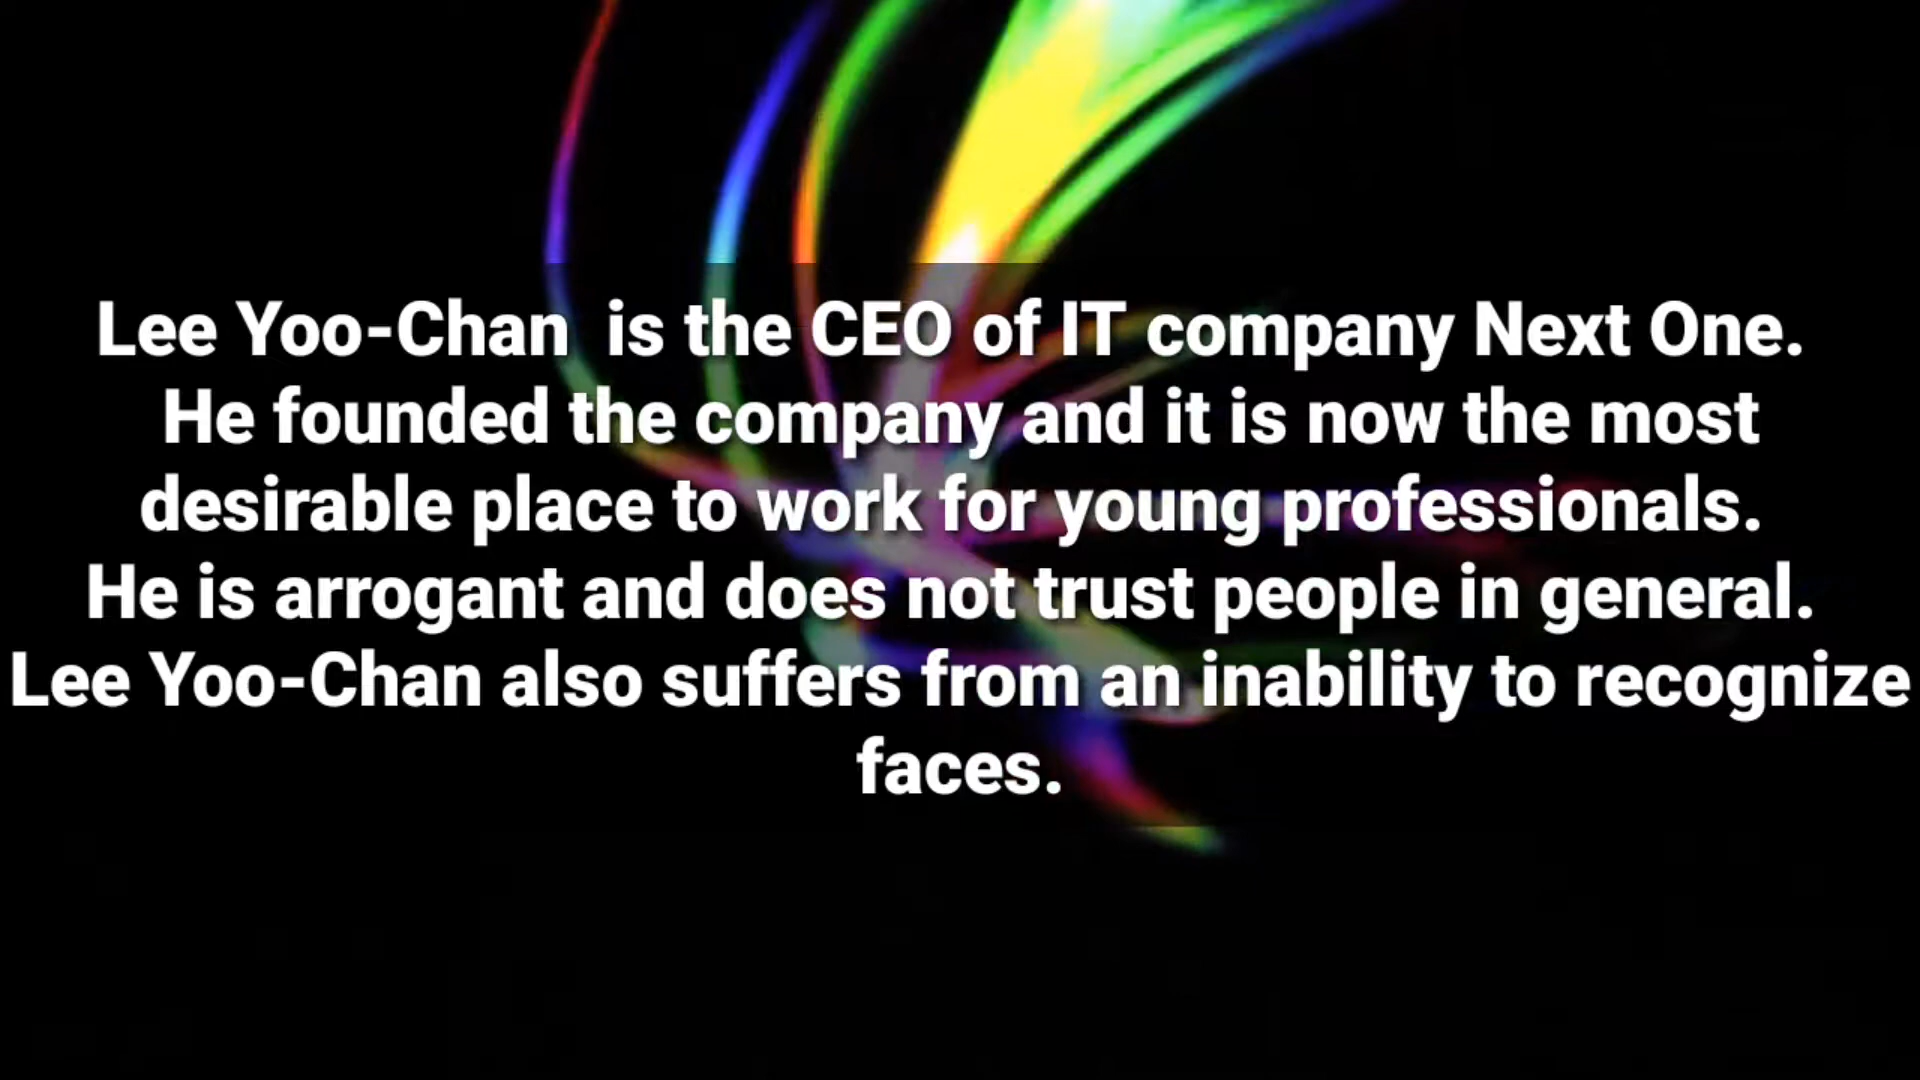 Lee Yoo-Chan  is the CEO of IT company Next One.
He founded the company and it is now the most
desirable place to work for young professionals.
He is arrogant and does not trust people in general.
Lee Yoo-Chan also suffers from an inability to recognize
faces.